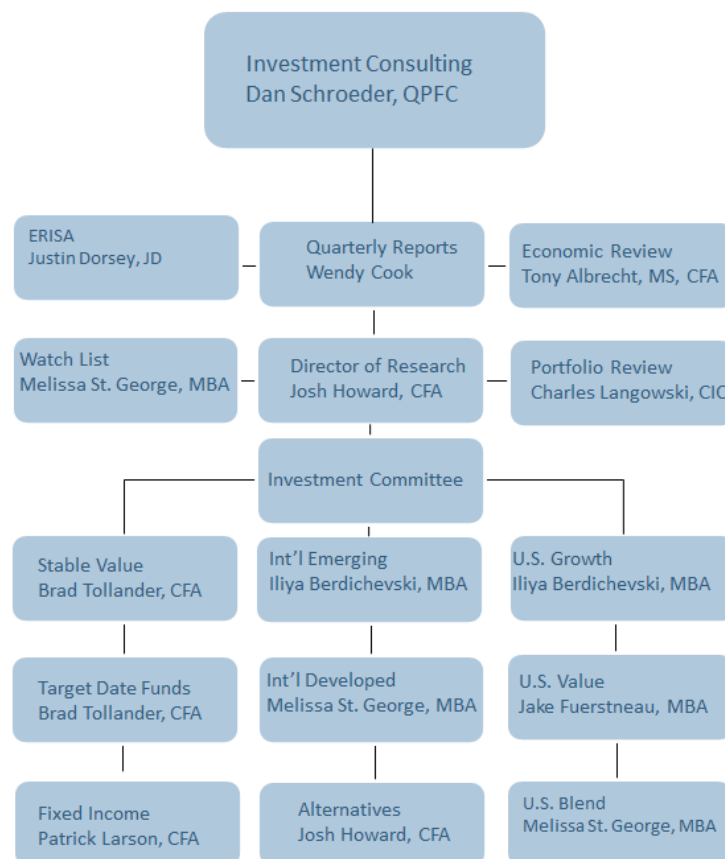 Investment Consulting
Dan Schroeder, QPFC
ERISA
Justin Dorsey, JD
Quarterly Reports
Wendy Cook
Economic Review
Tony Albrecht, MS, CFA
Watch List
Melissa St. George, MBA
Director of Research
Josh Howard, CFA
Portfolio Review
Charles Langowski, CIC
Investment Committee
Stable Value
Brad Tollander, CFA
Int'l Emerging
Iliya Berdichevski, MBA
U.S. Growth
Iliya Berdichevski, MBA
Target Date Funds
Brad Tollander, CFA
Int'l Developed
Melissa St. George, MBA
U.S. Value
Jake Fuerstneau, MBA
Fixed Income
Patrick Larson, CFA
Alternatives
Josh Howard, CFA
U.S. Blend
Melissa St. George, MBA